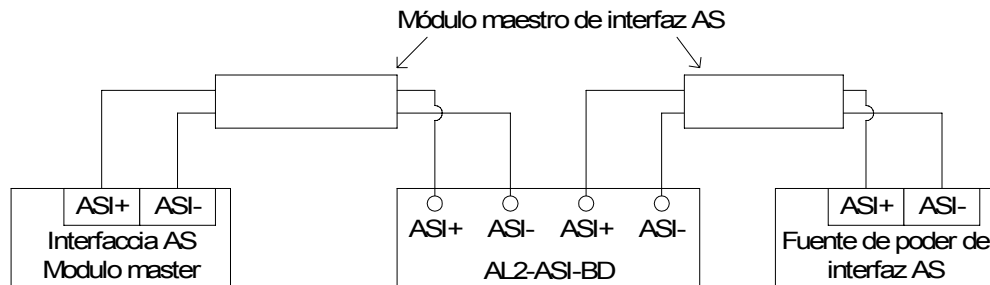 Módulo maestro de interfaz AS
ASI+ ASI-
Interfaccia AS
Modulo master
ASI+ ASI- ASI+ ASI-
AL2-ASI-BD
ASI+ ASI-
Fuente de poder de
interfaz AS